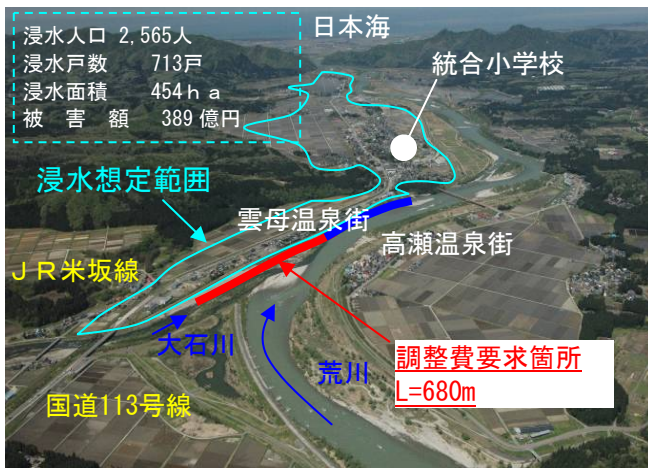 浸水人口 2,565人
浸水戸数 713戸
浸水面積 454ha
被害額 389億円
日本海
統合小学校
浸水想定範囲
雲母温泉街
高瀬温泉街
JR米坂線
大石川
荒川
調整費要求箇所
L=680m
国道113号線